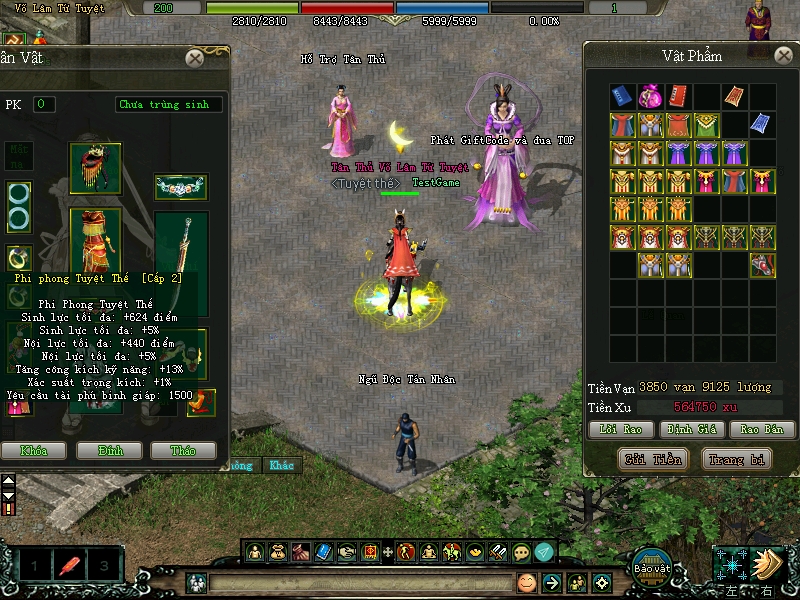 Võ Lâm Tứ Tuyệt
200
1
2810/2810
8443/8443
5999/5999
0.00%
ân Vật
Hỗ Trợ Tân Thủ
Vật Phẩm
PK
0
Chưa trùng sinh
Phát GiftCode và đua TOP
Tân Thủ Võ Lâm Tứ Tuyệt
<Tuyệt thế>
TestGame
Phi phong Tuyệt Thế [Cấp 2]
Phi Phong Tuyệt Thế
Sinh lực tối đa: +624 điểm
Sinh lực tối đa: +5%
Nội lực tối đa: +440 điểm
Nội lực tối đa: +5%
Tăng công kích kỹ năng: +13%
Xác suất trọng kích: +1%
Yêu cầu tài phú binh giáp: 1500
Ngũ Độc Tán Nhân
Tiền Vạn
3850 vạn 9125 lượng
Tiền Xu
564750 xu
Lời Rao
Định Giá
Rao Bán
Gửi Tiền
Trang bị
Khóa
Đính
Tháo
hòng
Khác
1
3
Bảo vật
左
右